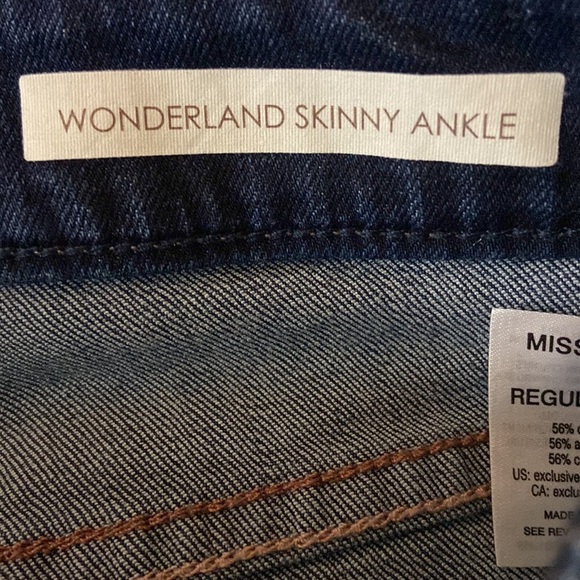 WONDERLAND SKINNY ANKLE
MISS
REGUL
56% c
56% a
56% c
US: exclusive
CA: exclu
MADE
SEE REV